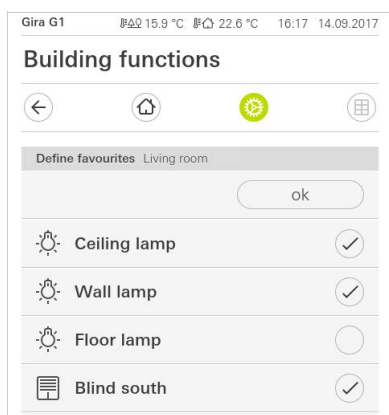 Gira G1 15.9 °C 22.6 °C 16:17 14.09.2017
Building functions
Define favourites Living room
ok
Ceiling lamp
Wall lamp
Floor lamp
Blind south